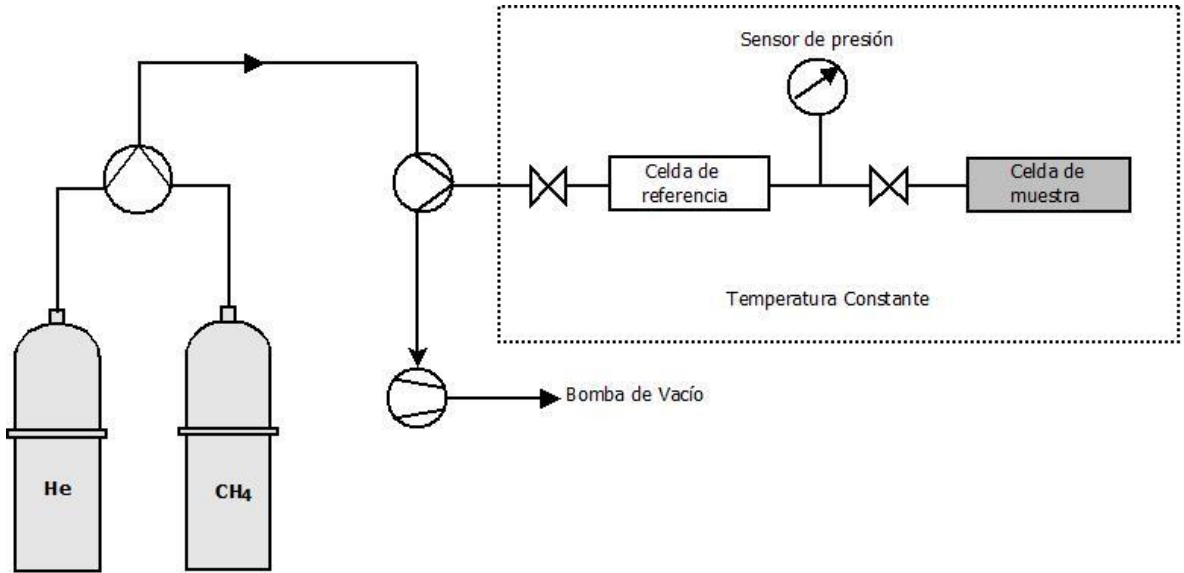 Sensor de presión
Celda de
referencia
Celda de
muestra
Temperatura Constante
Bomba de Vacío
He
CH4